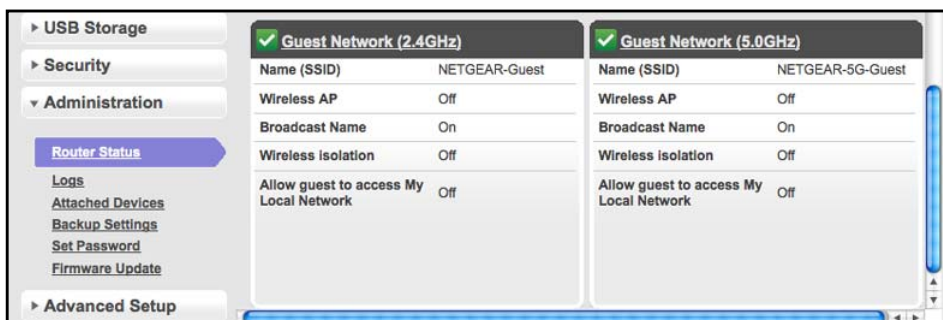 USB Storage
Security
Administration
Router Status
Logs
Attached Devices
Backup Settings
Set Password
Firmware Update
Advanced Setup
Guest Network (2.4GHz)
Name (SSID) NETGEAR-Guest
Wireless AP Off
Broadcast Name On
Wireless isolation Off
Allow guest to access My
Local Network Off
Guest Network (5.0GHz)
Name (SSID) NETGEAR-5G-Guest
Wireless AP Off
Broadcast Name On
Wireless isolation Off
Allow guest to access My
Local Network Off